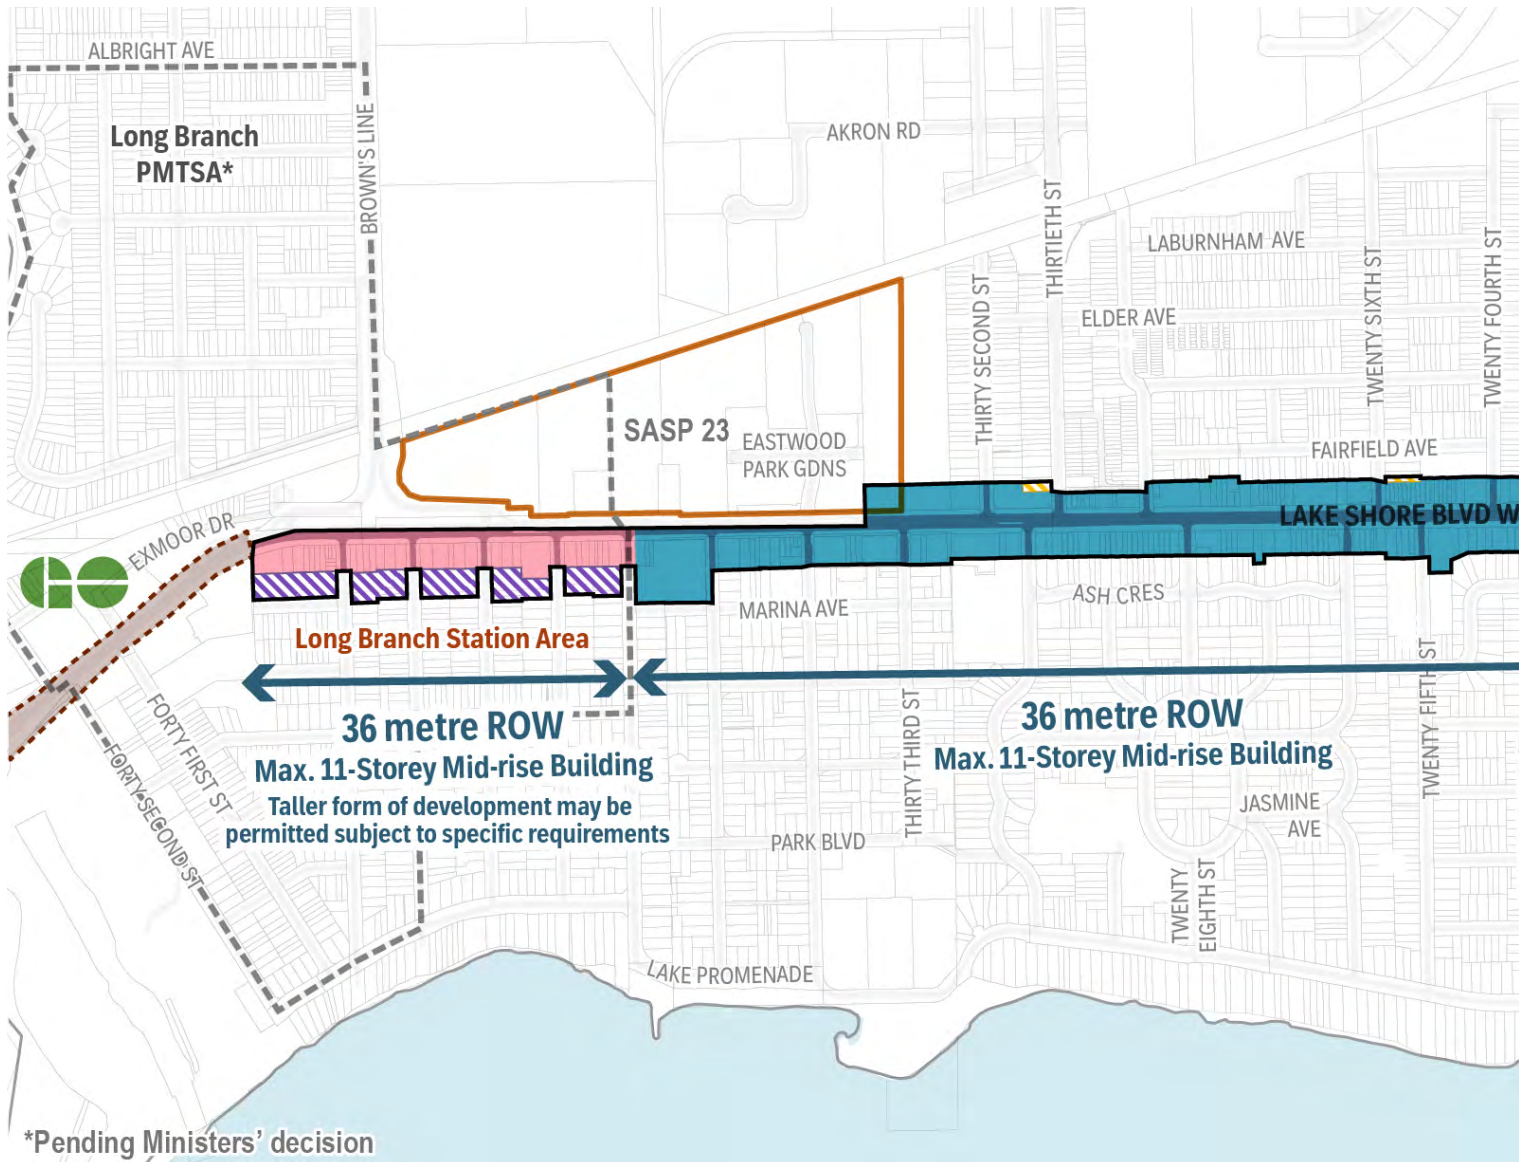 ALBRIGHT AVE
Long Branch
PMTSA*
BROWN'S LINE
AKRON RD
THIRTIETH ST
LABURNHAM AVE
TWENTY FOURTH ST
TWENTY SIXTH ST
THIRTY SECOND ST
ELDER AVE
SASP 23
EASTWOOD
PARK GDNS
FAIRFIELD AVE
LAKE SHORE BLVD W
EXMOOR DR
GO
MARINA AVE
ASH CRES
Long Branch Station Area
FORTY FIRST ST
FORTY SECOND ST
36 metre ROW
Max. 11-Storey Mid-rise Building
Taller form of development may be
permitted subject to specific requirements
THIRTY THIRD ST
36 metre ROW
Max. 11-Storey Mid-rise Building
TWENTY FIFTH ST
JASMINE
AVE
PARK BLVD
TWENTY
EIGHTH ST
LAKE PROMENADE
*Pending Ministers' decision